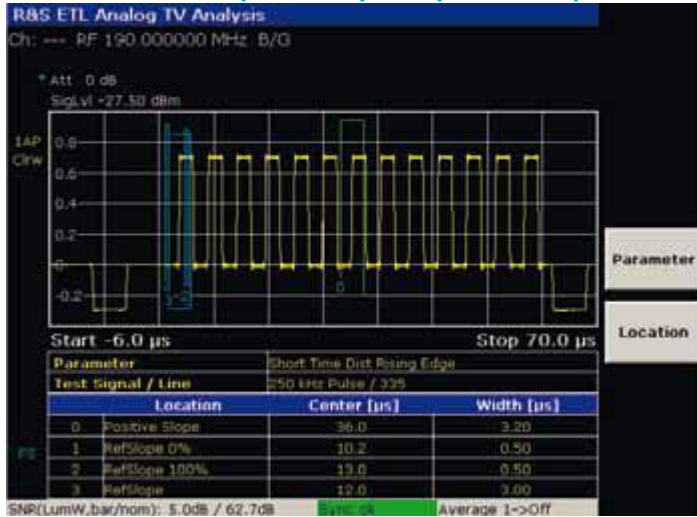 R&S ETL Analog TV Analysis
Ch: --- RF 190.000000 MHz B/G
* Att 0 dB
SigLvl -27.50 dBm
1AP
Clrw
0.8
0.6
0.4
0.2
0
-0.2
0
Start -6.0 µs
Stop 70.0 µs
Parameter
Location
Parameter Short Time Dist Rising Edge
Test Signal / Line 250 kHz Pulse / 335
Location Center [µs] Width [µs]
0 Positive Slope 36.0 3.20
PS
1 RefSlope 0% 10.2 0.50
2 RefSlope 100% 13.0 0.50
3 RefSlope 12.0 3.00
SNR(LumW,bar/nom): 5.0dB / 62.7dB Sync ok Average 1->Off